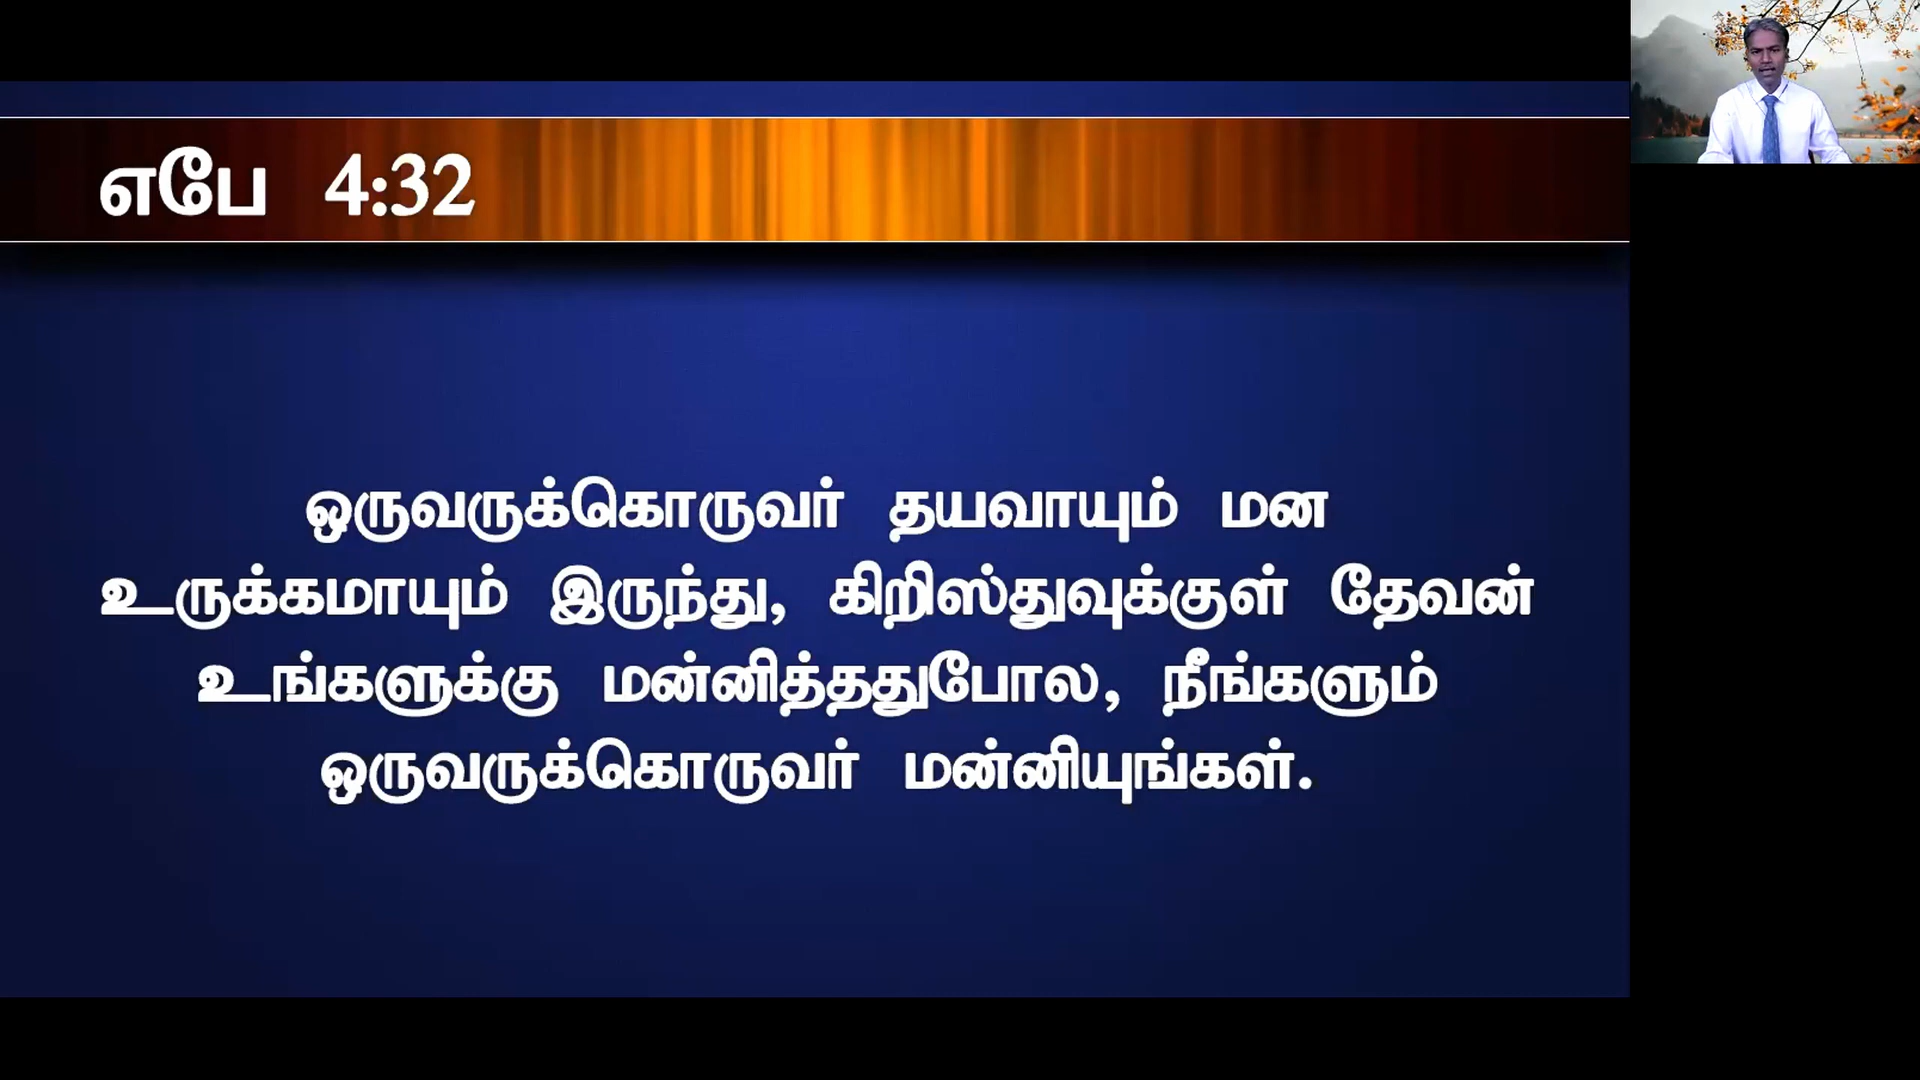 எபே 4:32
ஒருவருக்கொருவர் தயவாயும் மன
உருக்கமாயும் இருந்து, கிறிஸ்துவுக்குள் தேவன்
உங்களுக்கு மன்னித்ததுபோல, நீங்களும்
ஒருவருக்கொருவர் மன்னியுங்கள்.